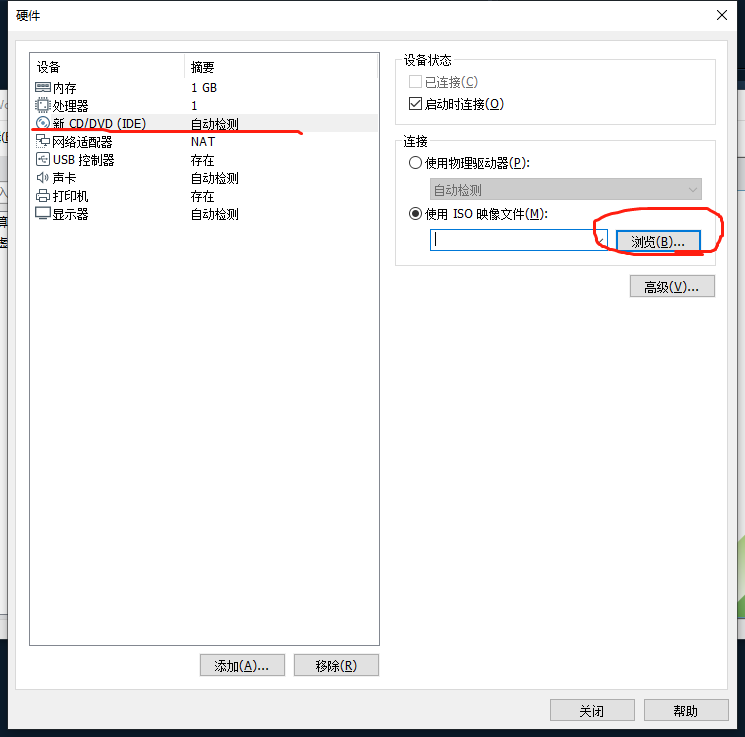 硬件
设备 摘要
内存 1 GB
处理器 1
新 CD/DVD (IDE) 自动检测
网络适配器 NAT
USB 控制器 存在
声卡 自动检测
打印机 存在
显示器 自动检测
添加(A)... 移除(R)
设备状态
已连接(C)
启动时连接(O)
连接
使用物理驱动器(P):
自动检测
使用 ISO 映像文件(M):
浏览(B)...
高级(V)...
关闭 帮助